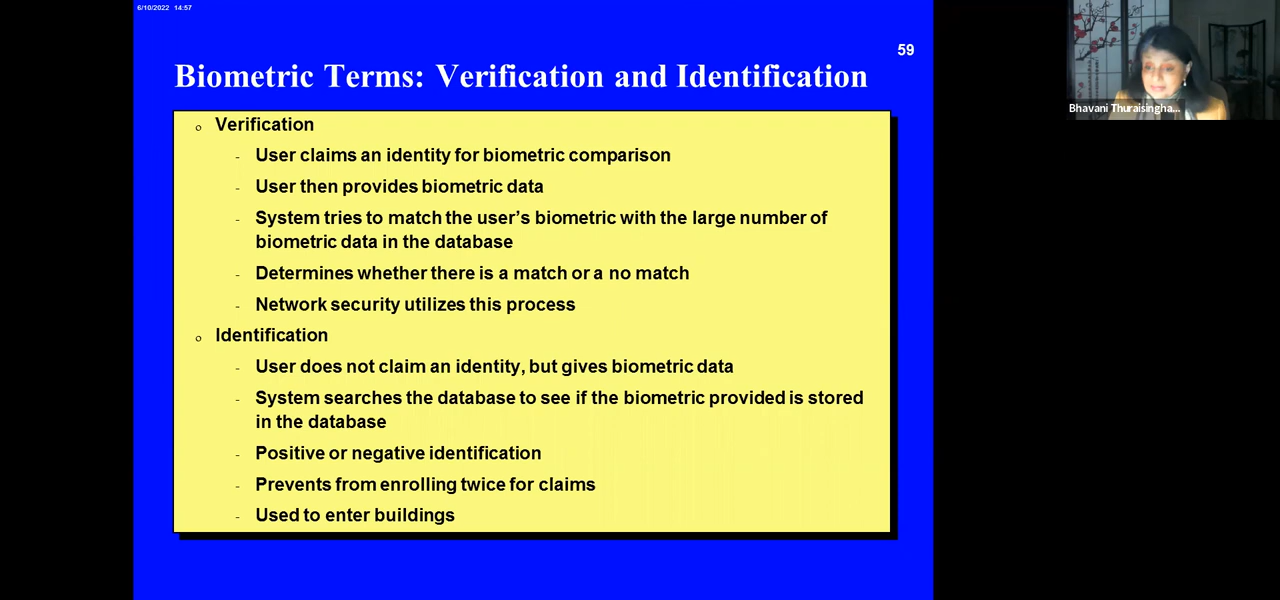 6/10/2022 14:57
59
Biometric Terms: Verification and Identification
o Verification
- User claims an identity for biometric comparison
- User then provides biometric data
- System tries to match the user's biometric with the large number of
biometric data in the database
- Determines whether there is a match or a no match
- Network security utilizes this process
o Identification
- User does not claim an identity, but gives biometric data
- System searches the database to see if the biometric provided is stored
in the database
- Positive or negative identification
- Prevents from enrolling twice for claims
- Used to enter buildings
Bhavani Thuraisingha...